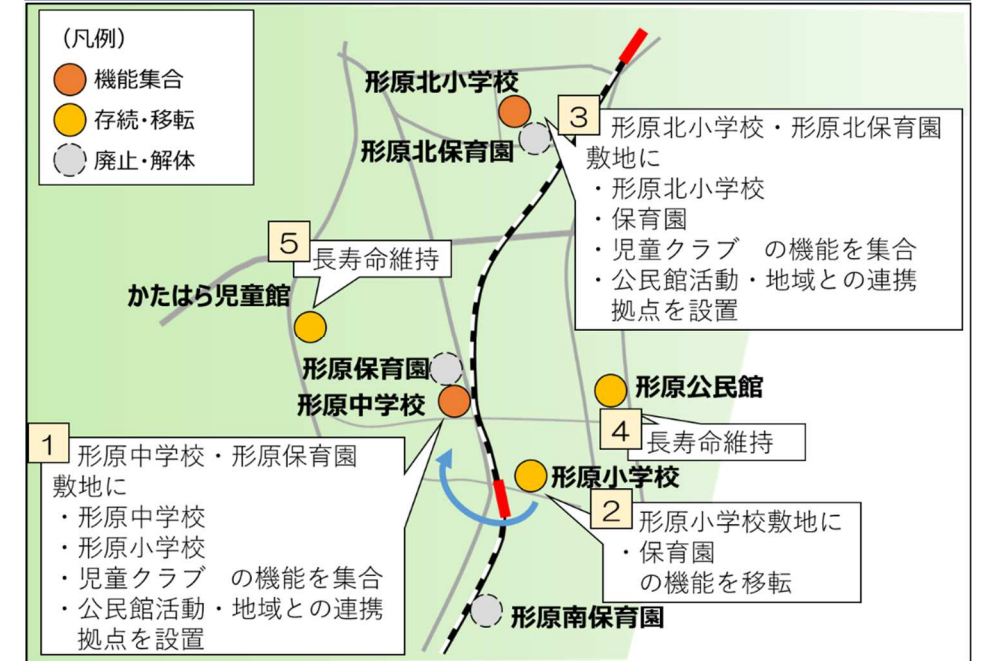 （凡例）
機能集合
存続・移転
廃止・解体
形原北小学校
形原北保育園
3
形原北小学校・形原北保育園
敷地に
・形原北小学校
・保育園
・児童クラブ　の機能を集合
・公民館活動・地域との連携
拠点を設置
5
長寿命維持
かたはら児童館
形原保育園
形原中学校
形原公民館
4
長寿命維持
1
形原中学校・形原保育園
敷地に
・形原中学校
・形原小学校
・児童クラブ　の機能を集合
・公民館活動・地域との連携
拠点を設置
形原小学校
2
形原小学校敷地に
・保育園
の機能を移転
形原南保育園